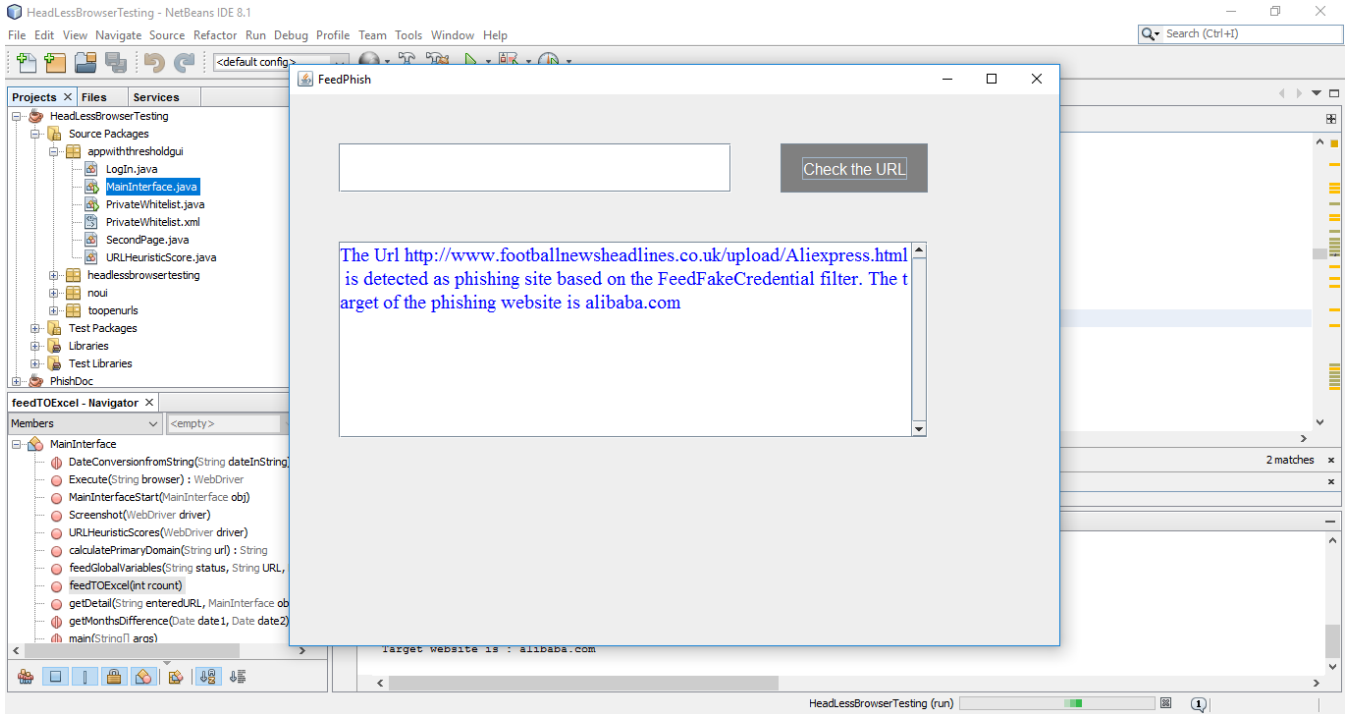 HeadLessBrowserTesting - NetBeans IDE 8.1
File Edit View Navigate Source Refactor Run Debug Profile Team Tools Window Help
Search (Ctrl+I)
<default config>
FeedPhish
Projects Files Services
HeadLessBrowserTesting
Source Packages
appwiththresholdgui
LogIn.java
MainInterface.java
PrivateWhitelist.java
PrivateWhitelist.xml
SecondPage.java
URLHeuristicScore.java
headlessbrowsertesting
noui
toopenurls
Test Packages
Libraries
Test Libraries
PhishDoc
Check the URL
The Url http://www.footballnewsheadlines.co.uk/upload/Aliexpress.html
is detected as phishing site based on the FeedFakeCredential filter. The t
arget of the phishing website is alibaba.com
feedTOExcel - Navigator
Members <empty>
MainInterface
DateConversionfromString(String dateInString)
Execute(String browser) : WebDriver
MainInterfaceStart(MainInterface obj)
Screenshot(WebDriver driver)
URLHeuristicScores(WebDriver driver)
calculatePrimaryDomain(String url) : String
feedGlobalVariables(String status, String URL,
feedTOExcel(int rcount)
getDetail(String enteredURL, MainInterface ob
getMonthsDifference(Date date1, Date date2)
main(String[] args)
2 matches
Target website is : alibaba.com
HeadLessBrowserTesting (run)
1